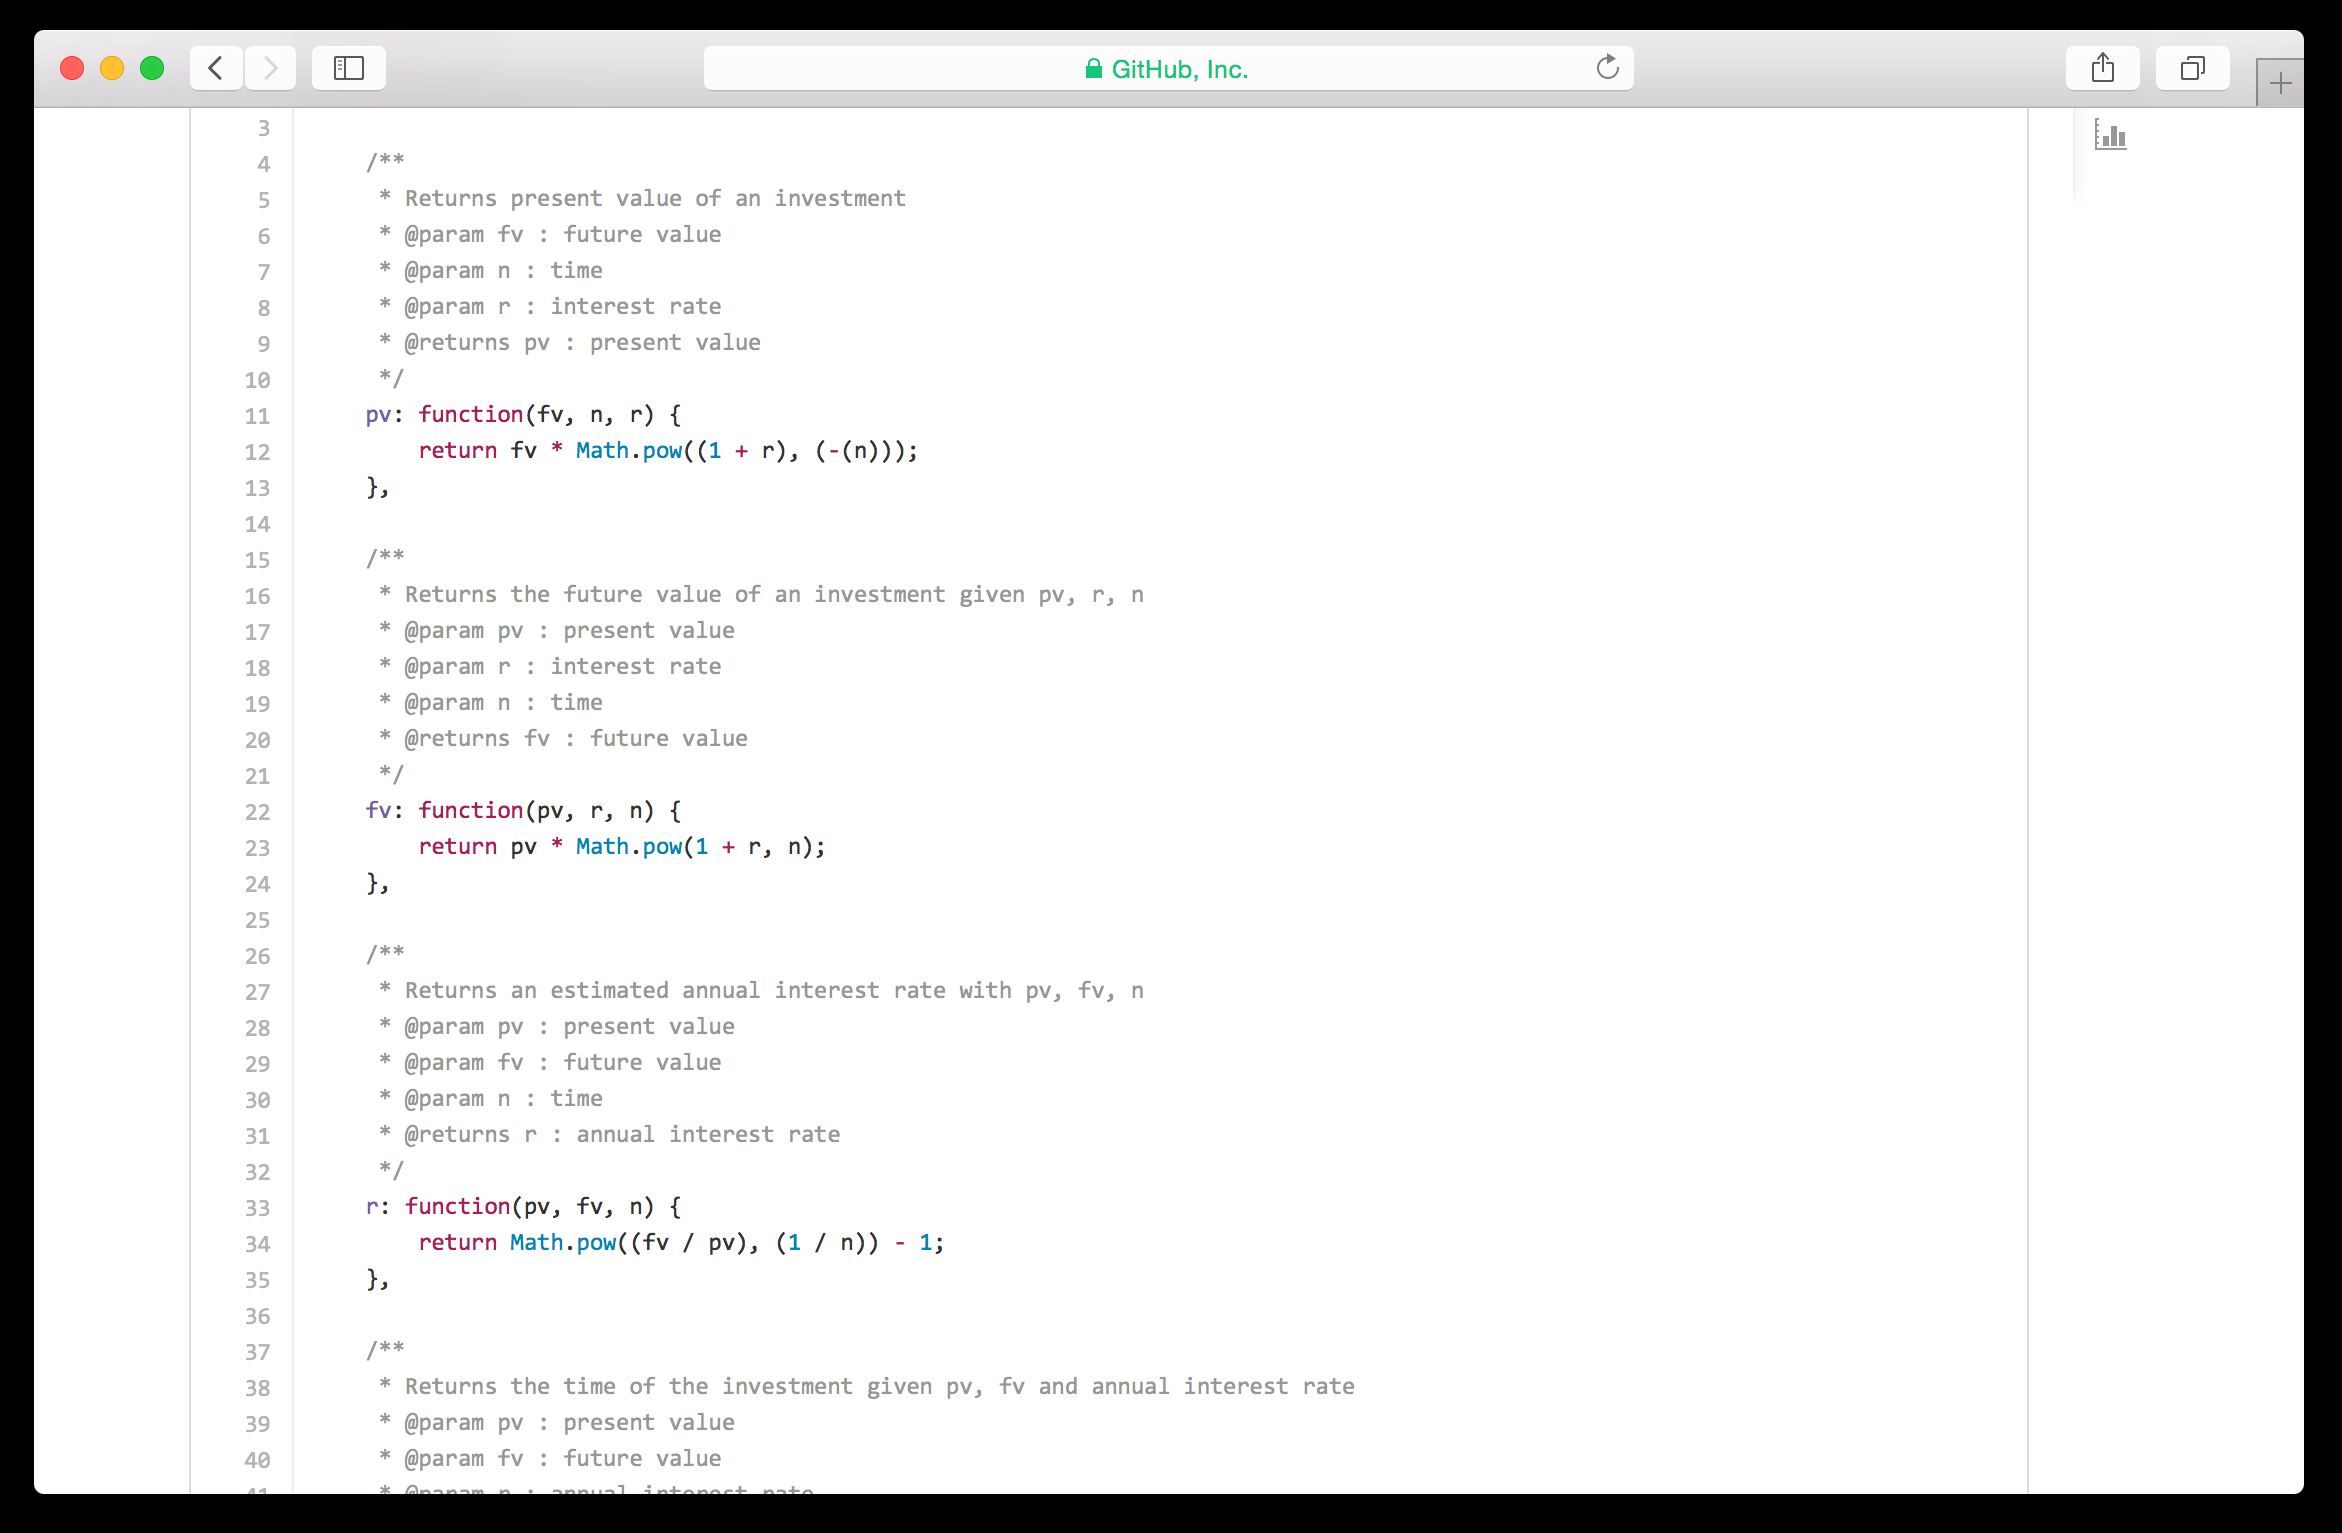 GitHub, Inc.
3
4 /**
5 * Returns present value of an investment
6 * @param fv : future value
7 * @param n : time
8 * @param r : interest rate
9 * @returns pv : present value
10 */
11 pv: function(fv, n, r) {
12 return fv * Math.pow((1 + r), (-(n)));
13 },
14
15 /**
16 * Returns the future value of an investment given pv, r, n
17 * @param pv : present value
18 * @param r : interest rate
19 * @param n : time
20 * @returns fv : future value
21 */
22 fv: function(pv, r, n) {
23 return pv * Math.pow(1 + r, n);
24 },
25
26 /**
27 * Returns an estimated annual interest rate with pv, fv, n
28 * @param pv : present value
29 * @param fv : future value
30 * @param n : time
31 * @returns r : annual interest rate
32 */
33 r: function(pv, fv, n) {
34 return Math.pow((fv / pv), (1 / n)) - 1;
35 },
36
37 /**
38 * Returns the time of the investment given pv, fv and annual interest rate
39 * @param pv : present value
40 * @param fv : future value
41 * @param r : annual interest rate